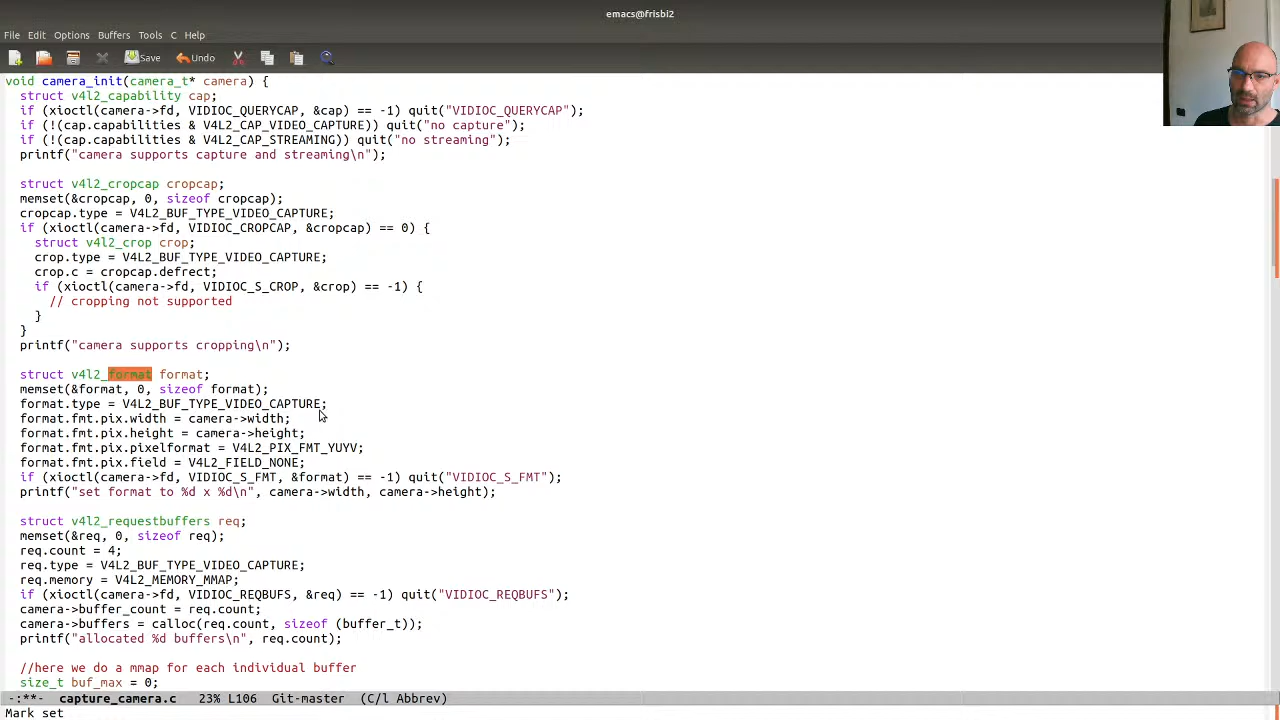 emacs@frisbi2
File Edit Options Buffers Tools C Help
Save Undo
void camera_init(camera_t* camera) {
  struct v4l2_capability cap;
  if (xioctl(camera->fd, VIDIOC_QUERYCAP, &cap) == -1) quit("VIDIOC_QUERYCAP");
  if (!(cap.capabilities & V4L2_CAP_VIDEO_CAPTURE)) quit("no capture");
  if (!(cap.capabilities & V4L2_CAP_STREAMING)) quit("no streaming");
  printf("camera supports capture and streaming\n");
  struct v4l2_cropcap cropcap;
  memset(&cropcap, 0, sizeof cropcap);
  cropcap.type = V4L2_BUF_TYPE_VIDEO_CAPTURE;
  if (xioctl(camera->fd, VIDIOC_CROPCAP, &cropcap) == 0) {
    struct v4l2_crop crop;
    crop.type = V4L2_BUF_TYPE_VIDEO_CAPTURE;
    crop.c = cropcap.defrect;
    if (xioctl(camera->fd, VIDIOC_S_CROP, &crop) == -1) {
      // cropping not supported
    }
  }
  printf("camera supports cropping\n");
  struct v4l2_format format;
  memset(&format, 0, sizeof format);
  format.type = V4L2_BUF_TYPE_VIDEO_CAPTURE;
  format.fmt.pix.width = camera->width;
  format.fmt.pix.height = camera->height;
  format.fmt.pix.pixelformat = V4L2_PIX_FMT_YUYV;
  format.fmt.pix.field = V4L2_FIELD_NONE;
  if (xioctl(camera->fd, VIDIOC_S_FMT, &format) == -1) quit("VIDIOC_S_FMT");
  printf("set format to %d x %d\n", camera->width, camera->height);
  struct v4l2_requestbuffers req;
  memset(&req, 0, sizeof req);
  req.count = 4;
  req.type = V4L2_BUF_TYPE_VIDEO_CAPTURE;
  req.memory = V4L2_MEMORY_MMAP;
  if (xioctl(camera->fd, VIDIOC_REQBUFS, &req) == -1) quit("VIDIOC_REQBUFS");
  camera->buffer_count = req.count;
  camera->buffers = calloc(req.count, sizeof (buffer_t));
  printf("allocated %d buffers\n", req.count);
  //here we do a mmap for each individual buffer
  size_t buf_max = 0;
-:**-  capture_camera.c   23% L106  Git-master  (C/l Abbrev)
Mark set